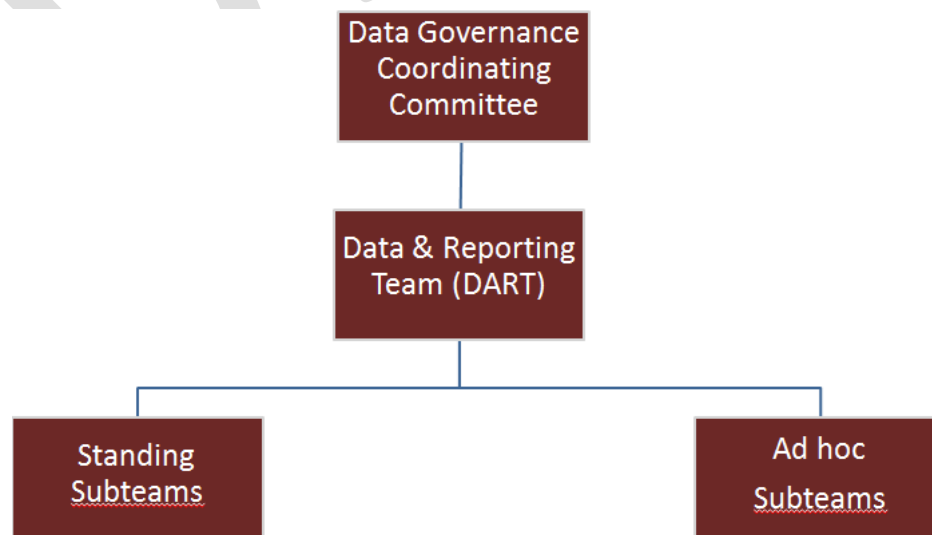 Data Governance
Coordinating
Committee
Data & Reporting
Team (DART)
Standing
Subteams
Ad hoc
Subteams